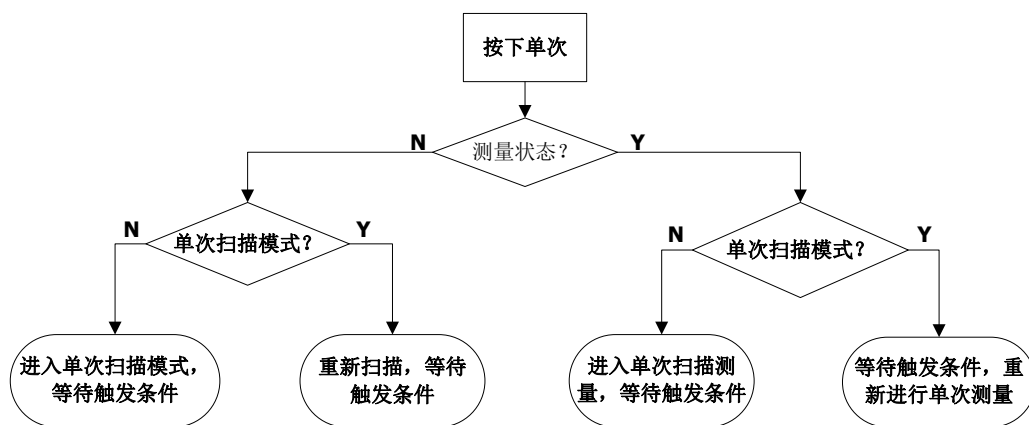 按下单次
N
测量状态？
Y
N
单次扫描模式？
Y
N
单次扫描模式？
Y
进入单次扫描模式，
等待触发条件
重新扫描，等待
触发条件
进入单次扫描测
量，等待触发条件
等待触发条件，重
新进行单次测量